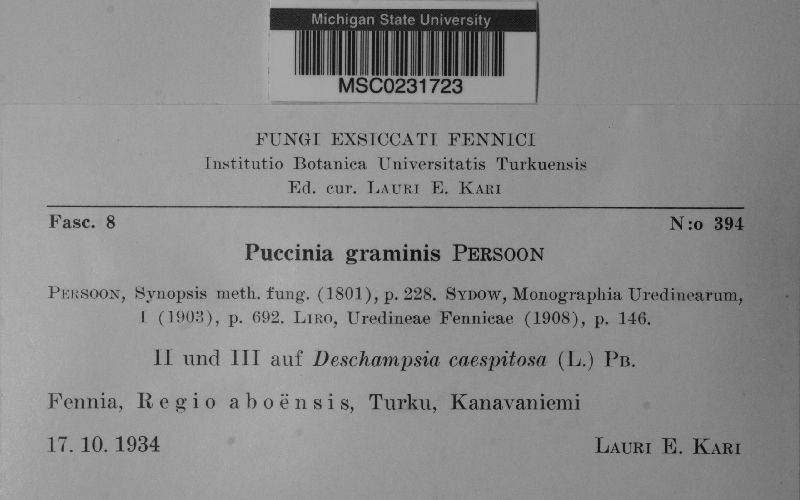 Michigan State University
MSC0231723
FUNGI EXSICCATI FENNICI
Institutio Botanica Universitatis Turkuensis
Ed. cur. LAURI E. KARI
Fasc. 8 N:o 394
Puccinia graminis PERSOON
PERSOON, Synopsis meth. fung. (1801), p. 228. SYDOW, Monographia Uredinearum,
I (1903), p. 692. LIRO, Uredineae Fennicae (1908), p. 146.
II und III auf Deschampsia caespitosa (L.) PB.
Fennia, Regio aboënsis, Turku, Kanavaniemi
17. 10. 1934 LAURI E. KARI